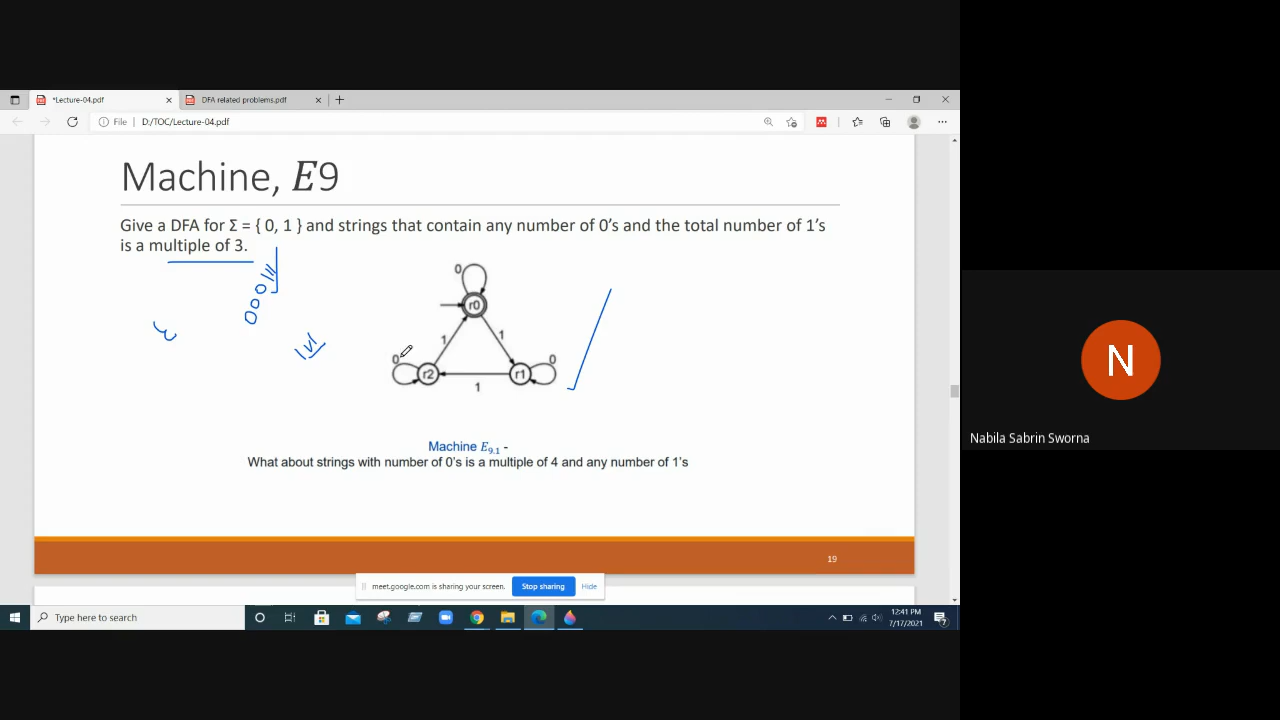 *Lecture-04.pdf
DFA related problems.pdf
File D:/TOC/Lecture-04.pdf
Machine, E9
Give a DFA for Σ = { 0, 1 } and strings that contain any number of 0's and the total number of 1's
is a multiple of 3.
000111
ε
0
r0
1 1
0 0
r2 r1
1
Machine E9.1 -
What about strings with number of 0's is a multiple of 4 and any number of 1's
19
meet.google.com is sharing your screen. Stop sharing Hide
Type here to search
12:41 PM
7/17/2021
7
N
Nabila Sabrin Sworna